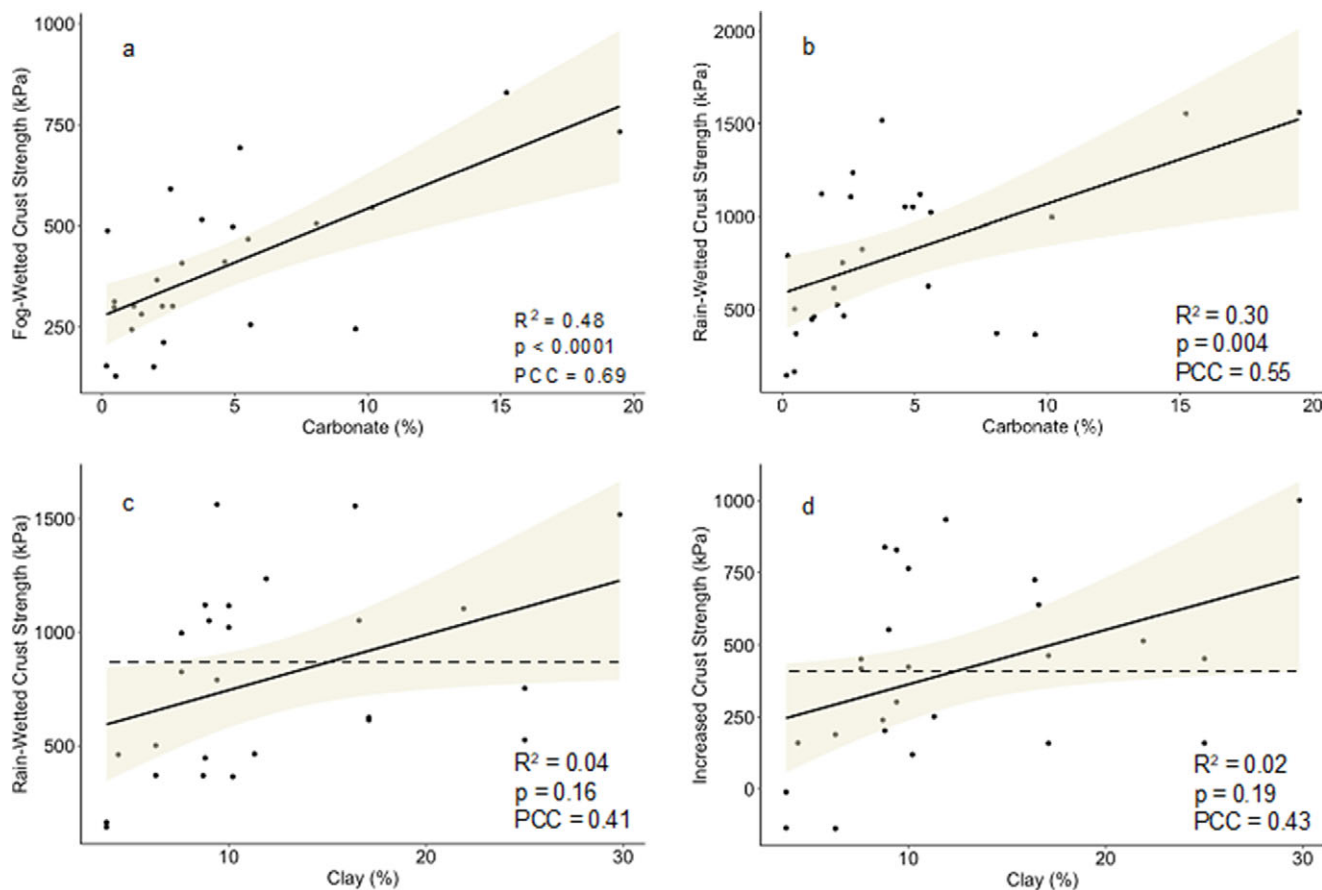 a
Fog-Wetted Crust Strength (kPa)
1000
750
500
250
0
5
10
15
20
Carbonate (%)
R² = 0.48
p < 0.0001
PCC = 0.69
b
Rain-Wetted Crust Strength (kPa)
2000
1500
1000
500
0
5
10
15
20
Carbonate (%)
R² = 0.30
p = 0.004
PCC = 0.55
c
Rain-Wetted Crust Strength (kPa)
1500
1000
500
10
20
30
Clay (%)
R² = 0.04
p = 0.16
PCC = 0.41
d
Increased Crust Strength (kPa)
1000
750
500
250
0
10
20
30
Clay (%)
R² = 0.02
p = 0.19
PCC = 0.43